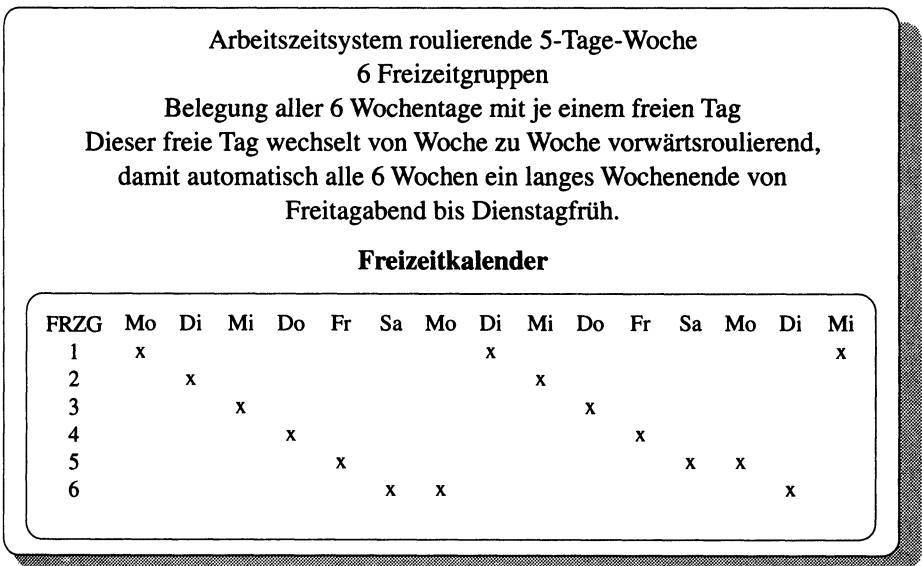 Arbeitszeitsystem roulierende 5-Tage-Woche
6 Freizeitgruppen
Belegung aller 6 Wochentage mit je einem freien Tag
Dieser freie Tag wechselt von Woche zu Woche vorwärtsroulierend,
damit automatisch alle 6 Wochen ein langes Wochenende von
Freitagabend bis Dienstagfrüh.
Freizeitkalender
FRZG Mo Di Mi Do Fr Sa Mo Di Mi Do Fr Sa Mo Di Mi
1 x x x
2 x x
3 x x
4 x x
5 x x x
6 x x x